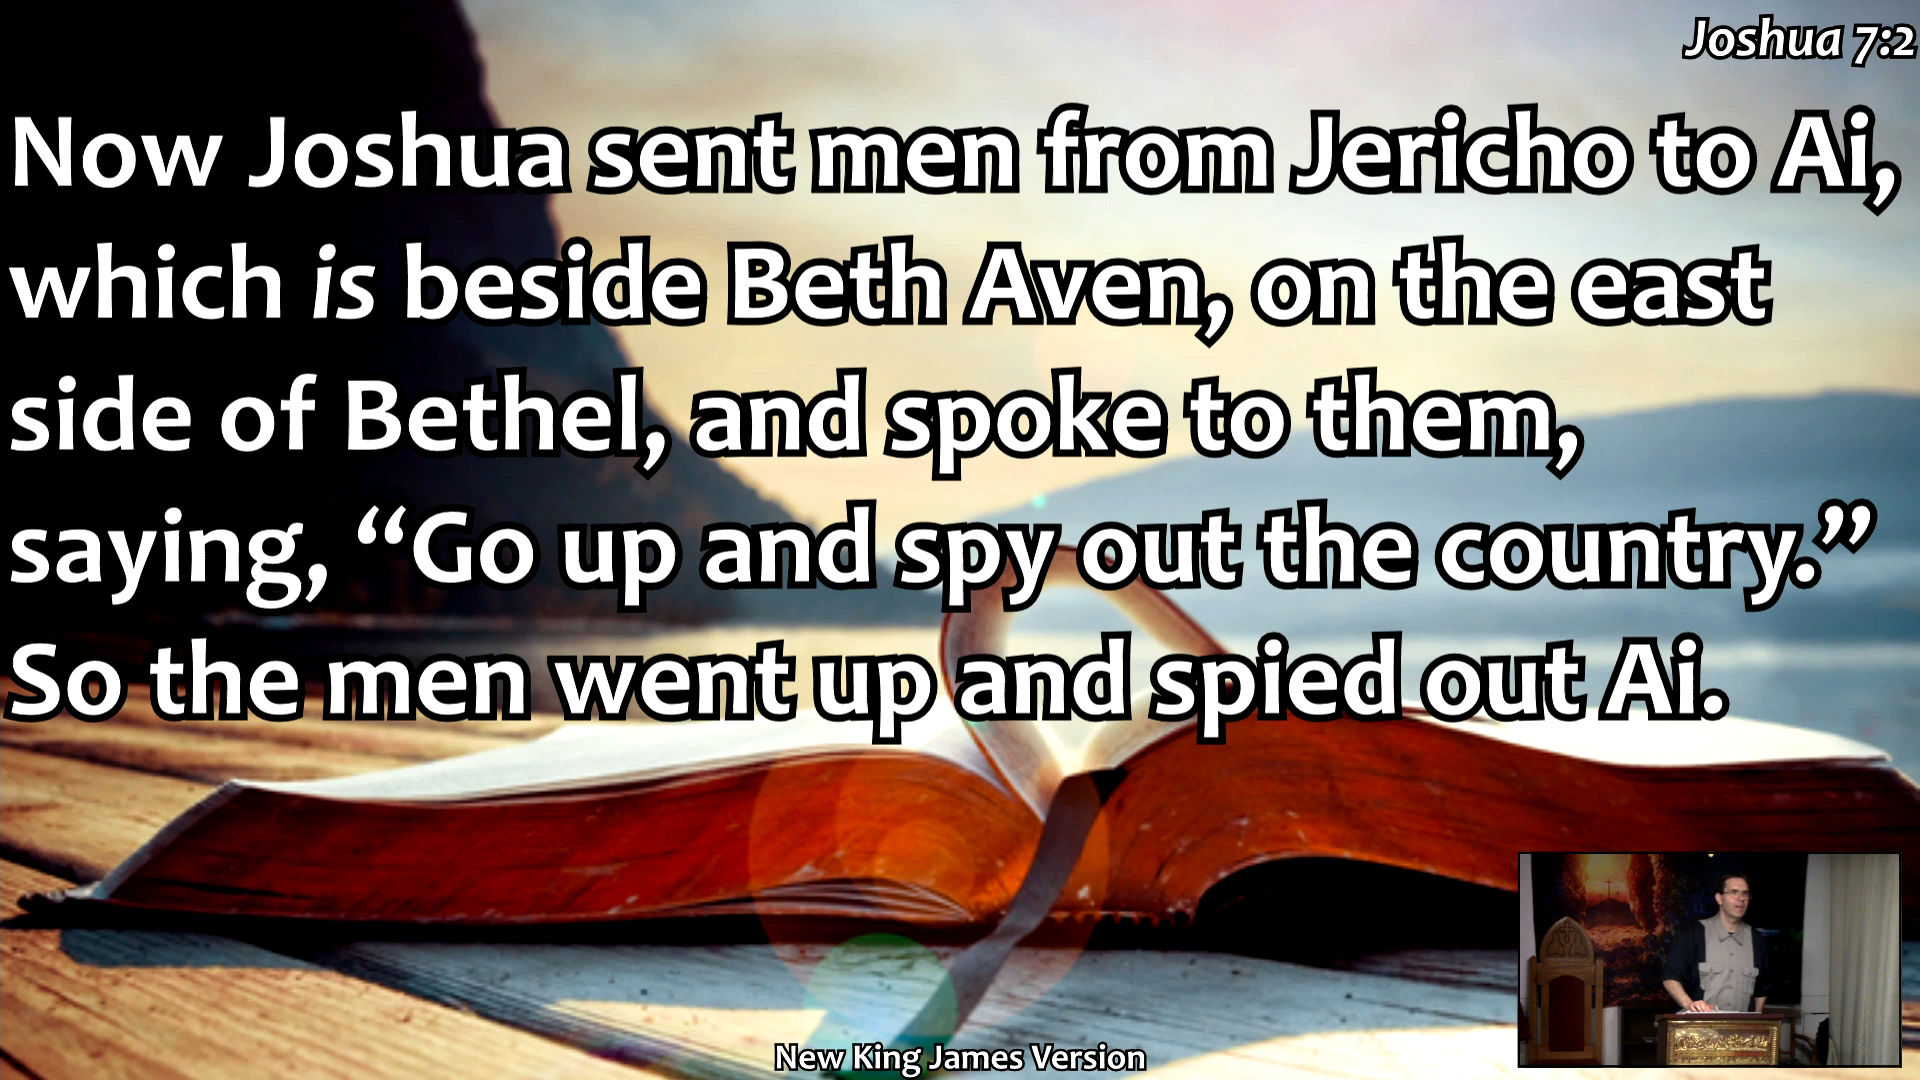 Joshua 7:2
Now Joshua sent men from Jericho to Ai,
which is beside Beth Aven, on the east
side of Bethel, and spoke to them,
saying, “Go up and spy out the country.”
So the men went up and spied out Ai.
New King James Version